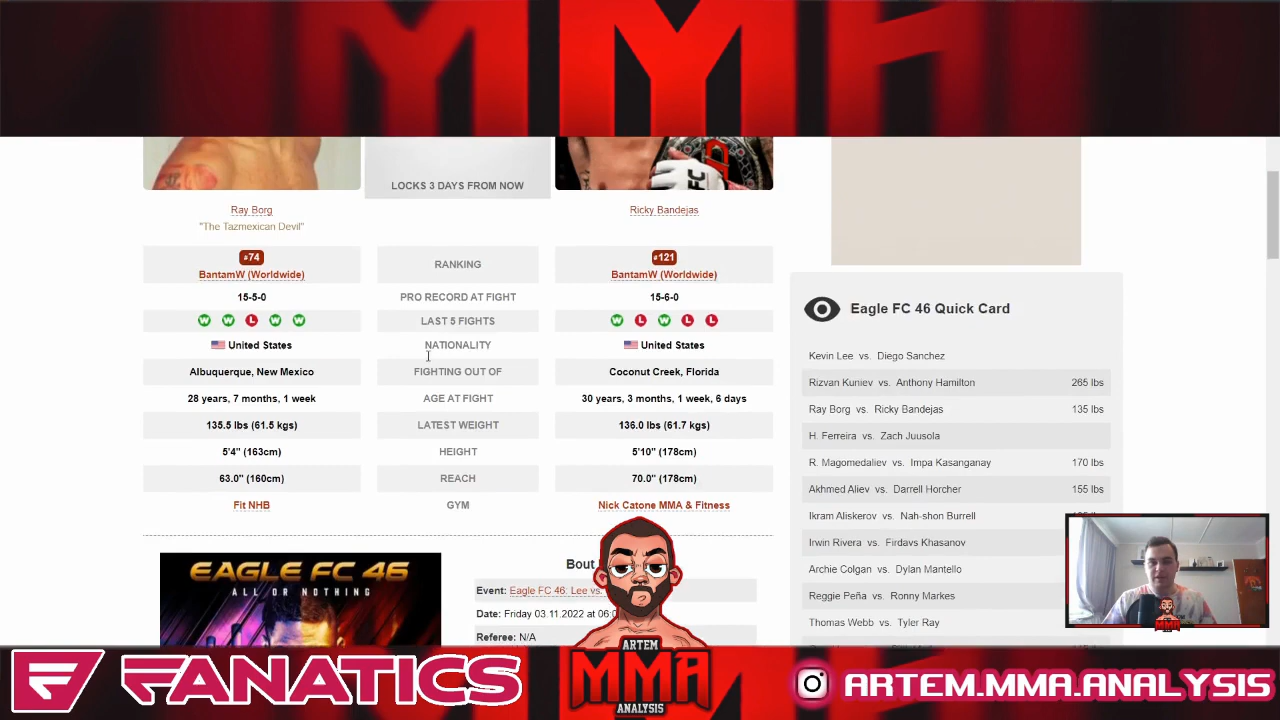 MMA
LOCKS 3 DAYS FROM NOW
Ray Borg
"The Tazmexican Devil"
Ricky Bandejas
#74
BantamW (Worldwide)
RANKING
#121
BantamW (Worldwide)
15-5-0
PRO RECORD AT FIGHT
15-6-0
W W L W W
LAST 5 FIGHTS
W L W L L
United States
NATIONALITY
United States
Albuquerque, New Mexico
FIGHTING OUT OF
Coconut Creek, Florida
28 years, 7 months, 1 week
AGE AT FIGHT
30 years, 3 months, 1 week, 6 days
135.5 lbs (61.5 kgs)
LATEST WEIGHT
136.0 lbs (61.7 kgs)
5'4" (163cm)
HEIGHT
5'10" (178cm)
63.0" (160cm)
REACH
70.0" (178cm)
Fit NHB
GYM
Nick Catone MMA & Fitness
EAGLE FC 46
ALL OR NOTHING
Bout
Event: Eagle FC 46: Lee vs.
Date: Friday 03.11.2022 at 06:0
Referee: N/A
Eagle FC 46 Quick Card
Kevin Lee vs. Diego Sanchez
Rizvan Kuniev vs. Anthony Hamilton 265 lbs
Ray Borg vs. Ricky Bandejas 135 lbs
H. Ferreira vs. Zach Juusola
R. Magomedaliev vs. Impa Kasanganay 170 lbs
Akhmed Aliev vs. Darrell Horcher 155 lbs
Ikram Aliskerov vs. Nah-shon Burrell
Irwin Rivera vs. Firdavs Khasanov
Archie Colgan vs. Dylan Mantello
Reggie Peña vs. Ronny Markes
Thomas Webb vs. Tyler Ray
MMA
FANATICS
ARTEM
MMA
ANALYSIS
ARTEM.MMA.ANALYSIS